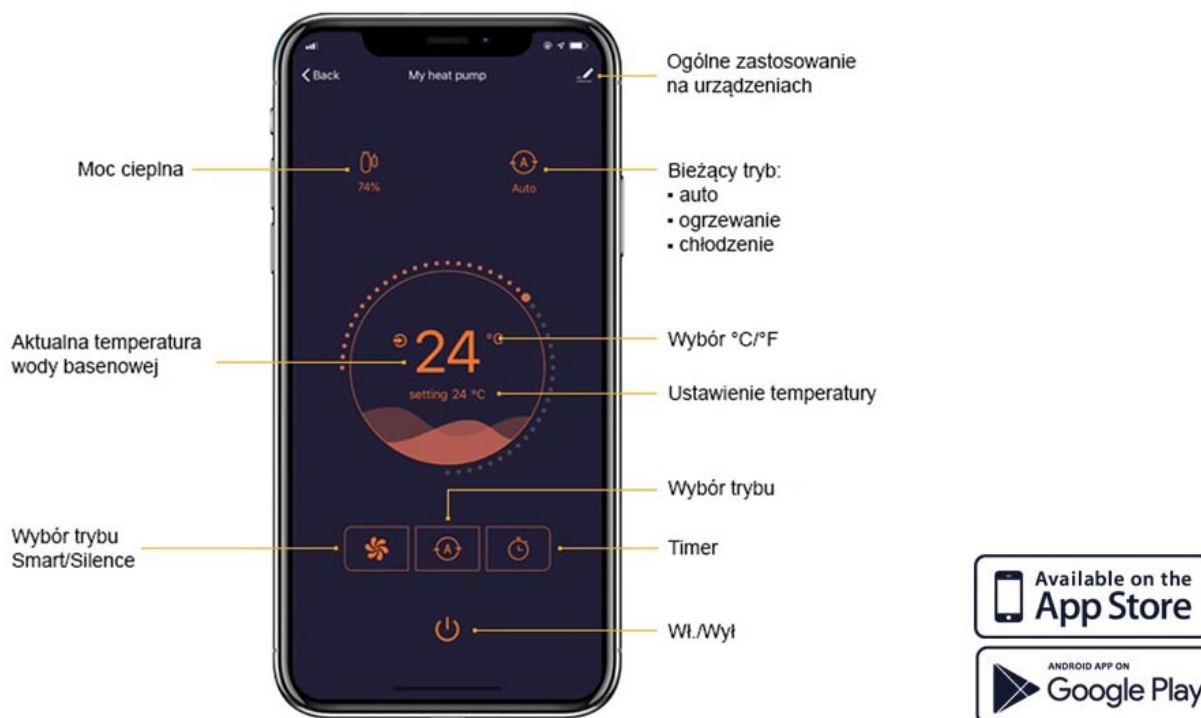 Back
My heat pump
Ogólne zastosowanie
na urządzeniach
Moc cieplna
74%
A
Auto
Bieżący tryb:
▪ auto
▪ ogrzewanie
▪ chłodzenie
Aktualna temperatura
wody basenowej
24 °C
setting 24 °C
Wybór °C/°F
Ustawienie temperatury
Wybór trybu
Wybór trybu
Smart/Silence
A
Timer
Wł./Wył
Available on the
App Store
ANDROID APP ON
Google Play